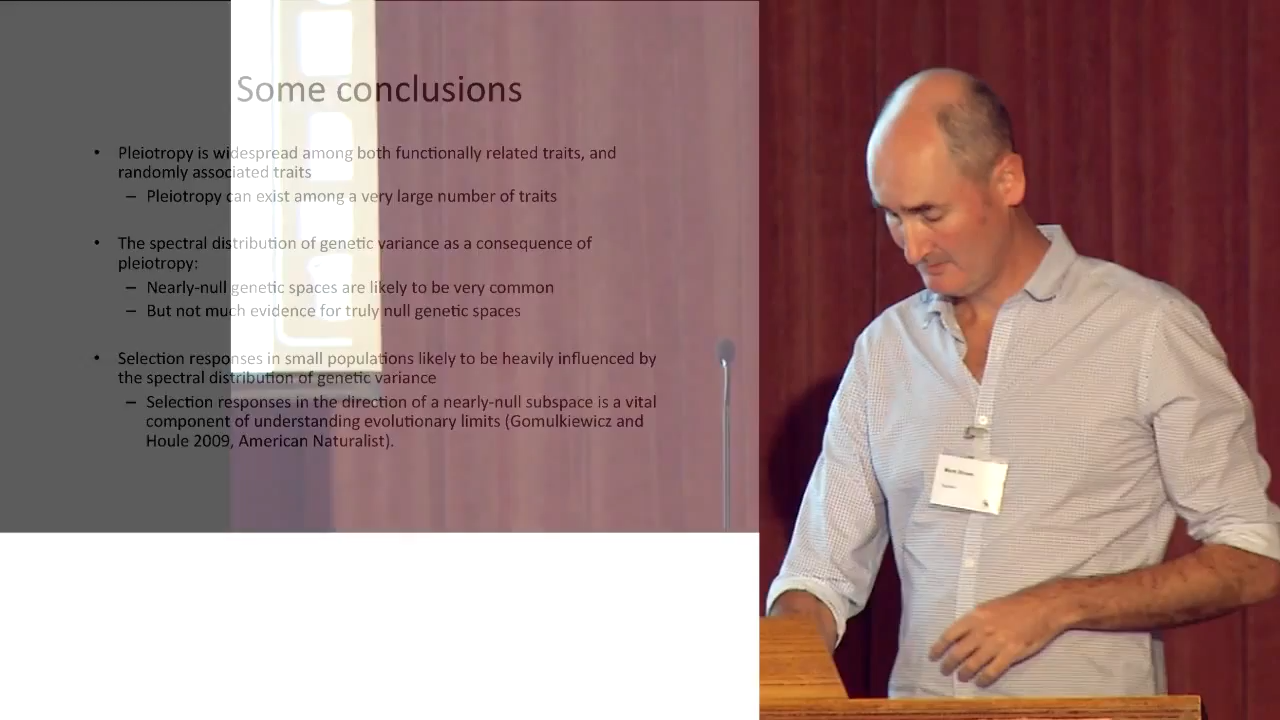 Some conclusions
• Pleiotropy is widespread among both functionally related traits, and
randomly associated traits
– Pleiotropy can exist among a very large number of traits
• The spectral distribution of genetic variance as a consequence of
pleiotropy:
– Nearly-null genetic spaces are likely to be very common
– But not much evidence for truly null genetic spaces
• Selection responses in small populations likely to be heavily influenced by
the spectral distribution of genetic variance
– Selection responses in the direction of a nearly-null subspace is a vital
component of understanding evolutionary limits (Gomulkiewicz and
Houle 2009, American Naturalist).